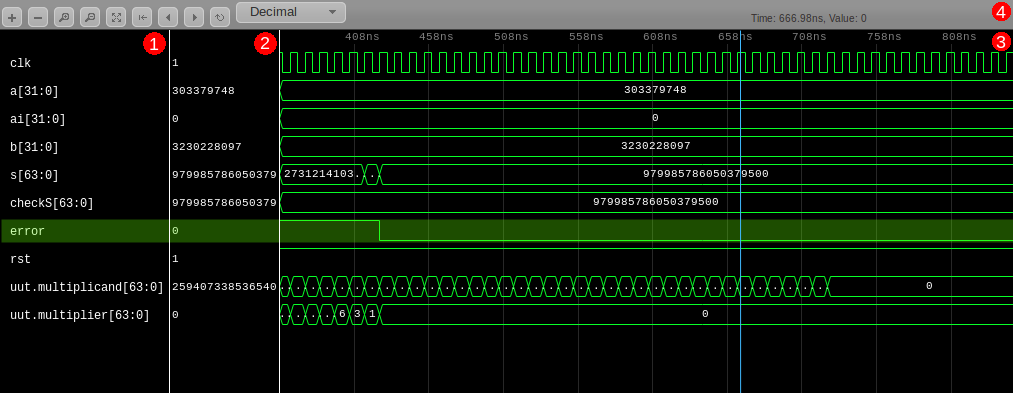 Decimal
Time: 666.98ns, Value: 0
4
1
2
408ns 458ns 508ns 558ns 608ns 658ns 708ns 758ns 808ns
3
clk 1
a[31:0] 303379748 303379748
ai[31:0] 0 0
b[31:0] 3230228097 3230228097
s[63:0] 979985786050379 2731214103. . 979985786050379500
checkS[63:0] 979985786050379 979985786050379500
error 0
rst 1
uut.multiplicand[63:0] 259407338536540 . . . . . . . . . . . . . . . . . . . . . . . . . . . . . . . . . . . . . 0
uut.multiplier[63:0] 0 . . . . 6 3 1 0